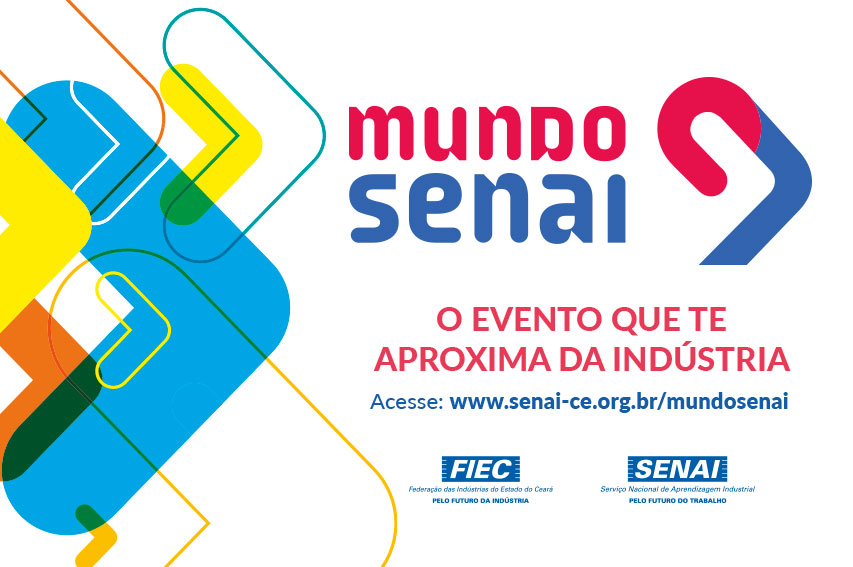 mundo
senai
O EVENTO QUE TE
APROXIMA DA INDÚSTRIA
Acesse: www.senai-ce.org.br/mundosenai
FIEC
Federação das Indústrias do Estado do Ceará
PELO FUTURO DA INDÚSTRIA
SENAI
Serviço Nacional de Aprendizagem Industrial
PELO FUTURO DO TRABALHO